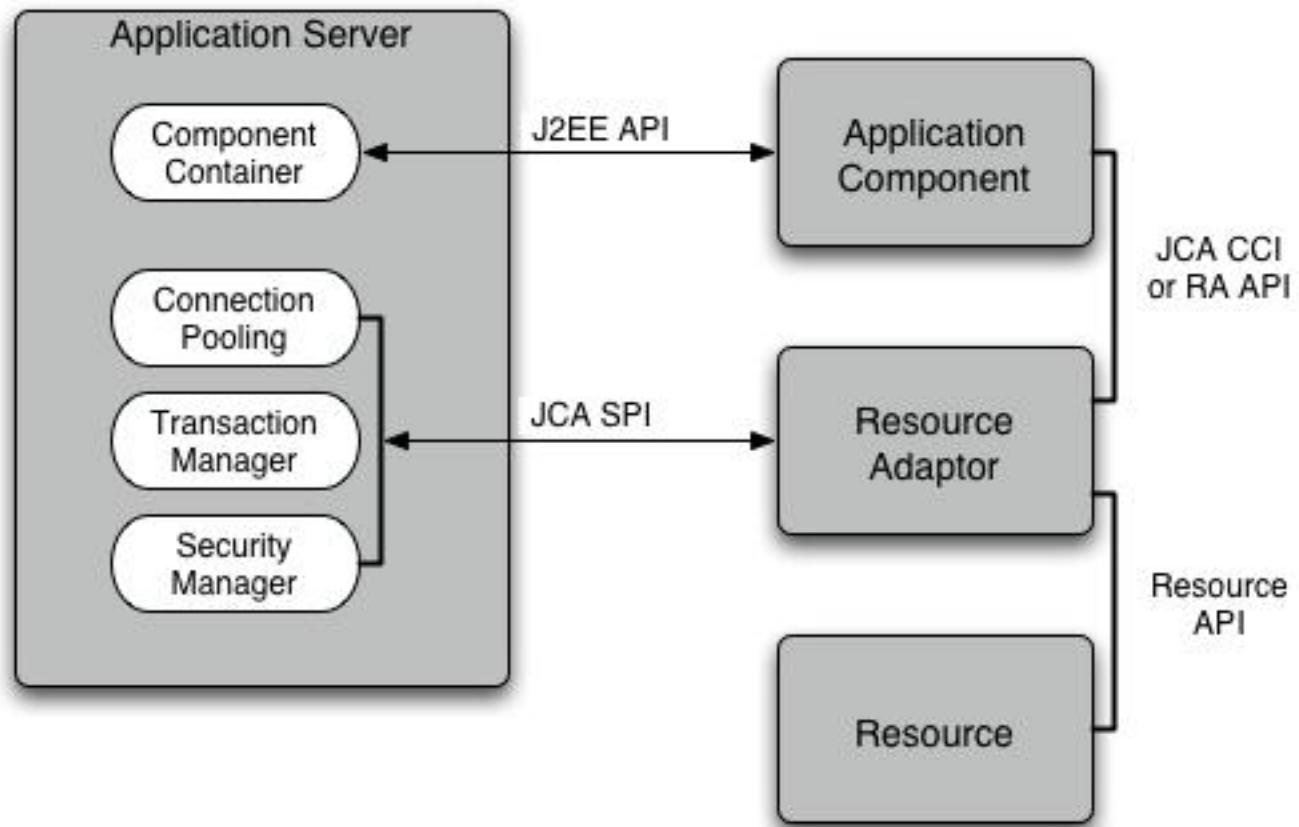 Application Server
Component
Container
J2EE API
Application
Component
JCA CCI
or RA API
Connection
Pooling
Transaction
Manager
JCA SPI
Resource
Adaptor
Security
Manager
Resource
API
Resource